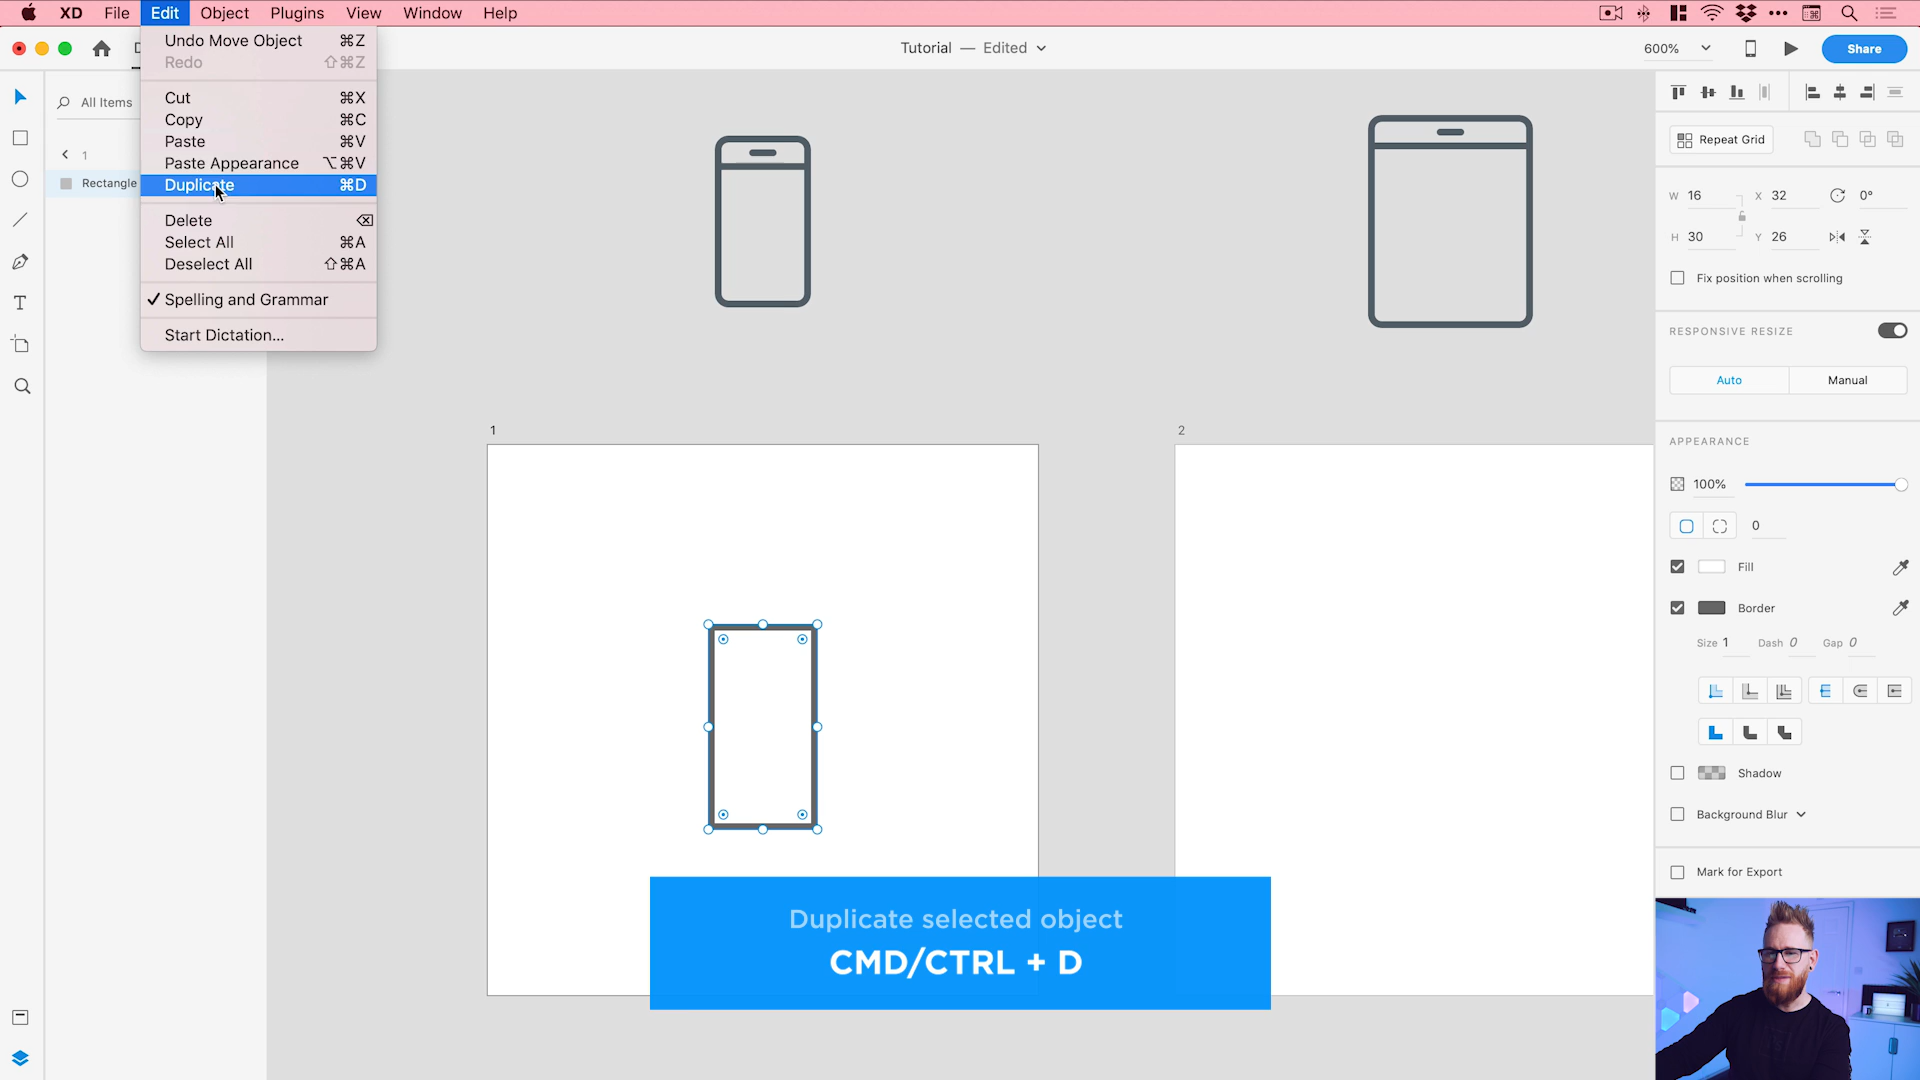 XD File Edit Object Plugins View Window Help
Undo Move Object ⌘Z
Redo ⇧⌘Z
Cut ⌘X
Copy ⌘C
Paste ⌘V
Paste Appearance ⌥⌘V
Duplicate ⌘D
Delete ⌫
Select All ⌘A
Deselect All ⇧⌘A
✓ Spelling and Grammar
Start Dictation...
Tutorial — Edited
600%
Share
All Items
1
Rectangle
1
2
Duplicate selected object
CMD/CTRL + D
Repeat Grid
W 16 X 32 0°
H 30 Y 26
Fix position when scrolling
RESPONSIVE RESIZE
Auto Manual
APPEARANCE
100%
0
Fill
Border
Size 1 Dash 0 Gap 0
Shadow
Background Blur
Mark for Export